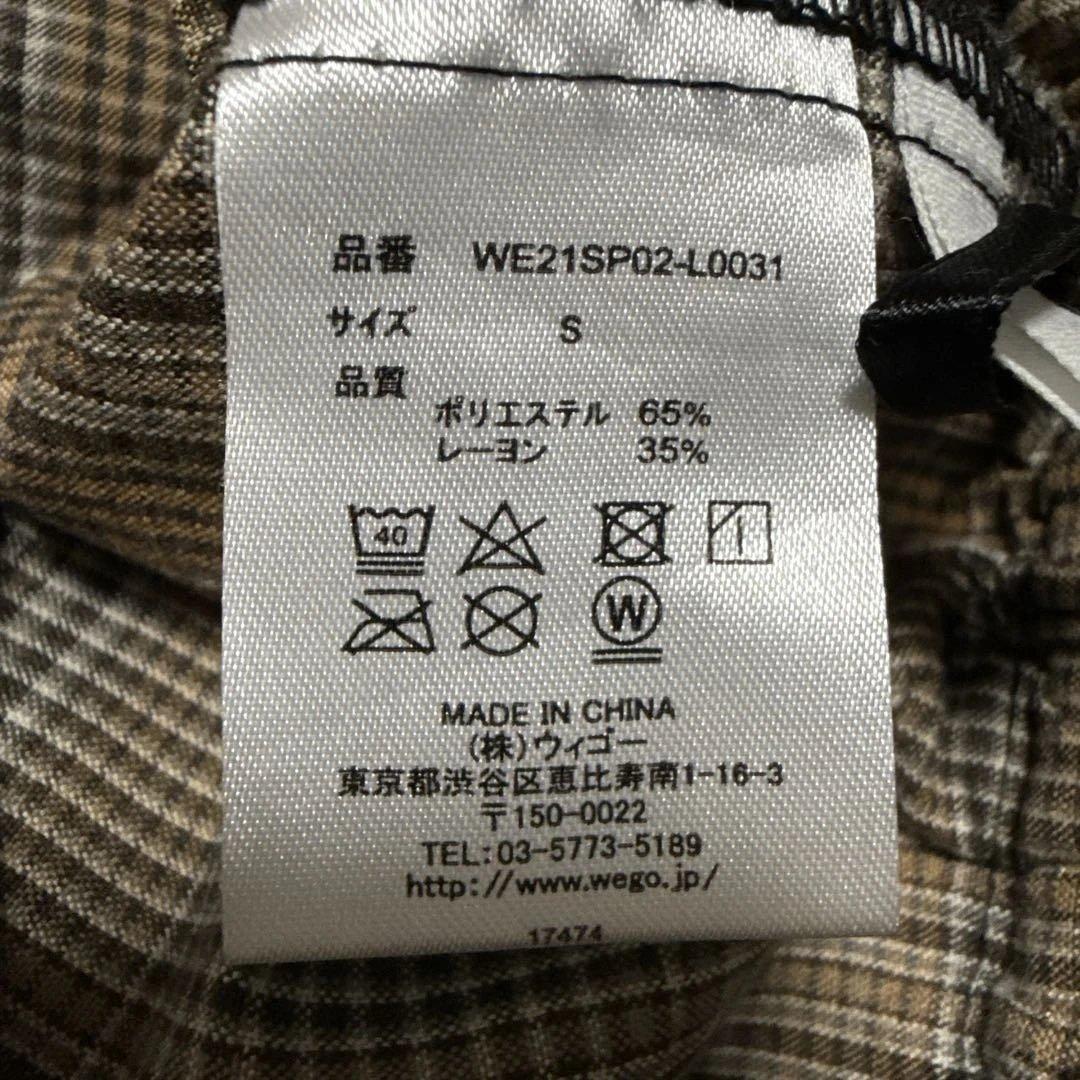 品番 WE21SP02-L0031
サイズ S
品質
ポリエステル 65%
レーヨン 35%
40
W
MADE IN CHINA
(株)ウィゴー
東京都渋谷区恵比寿南1-16-3
〒150-0022
TEL:03-5773-5189
http://www.wego.jp/
17474